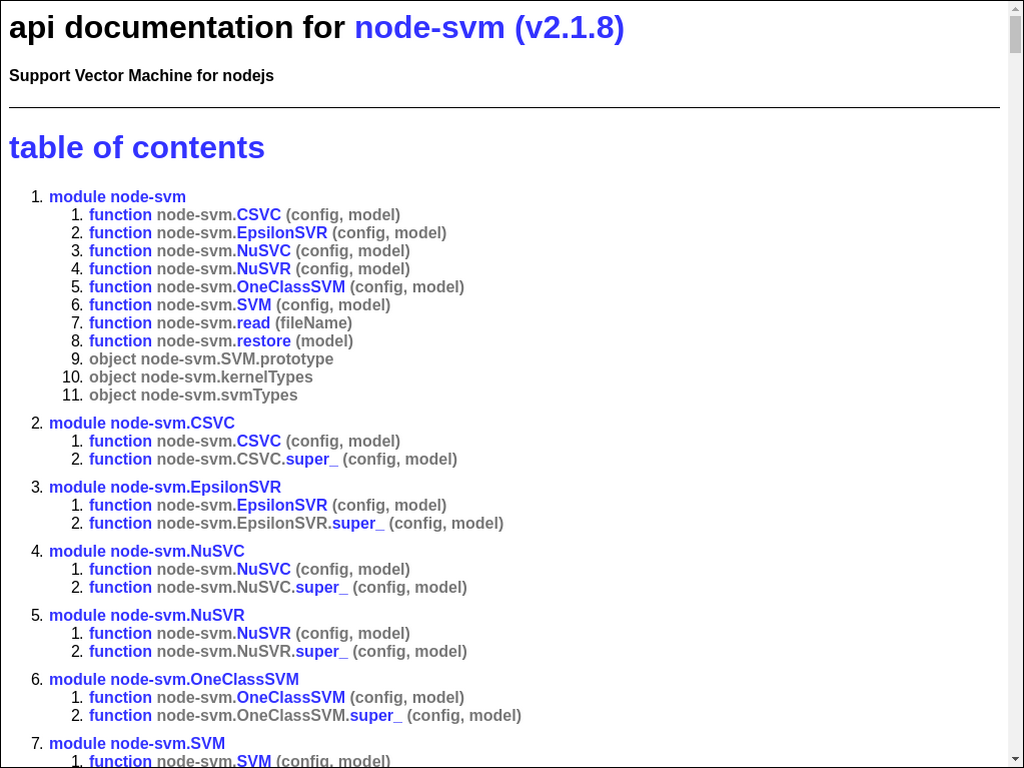 api documentation for node-svm (v2.1.8)
Support Vector Machine for nodejs
table of contents
1. module node-svm
1. function node-svm.CSVC (config, model)
2. function node-svm.EpsilonSVR (config, model)
3. function node-svm.NuSVC (config, model)
4. function node-svm.NuSVR (config, model)
5. function node-svm.OneClassSVM (config, model)
6. function node-svm.SVM (config, model)
7. function node-svm.read (fileName)
8. function node-svm.restore (model)
9. object node-svm.SVM.prototype
10. object node-svm.kernelTypes
11. object node-svm.svmTypes
2. module node-svm.CSVC
1. function node-svm.CSVC (config, model)
2. function node-svm.CSVC.super_ (config, model)
3. module node-svm.EpsilonSVR
1. function node-svm.EpsilonSVR (config, model)
2. function node-svm.EpsilonSVR.super_ (config, model)
4. module node-svm.NuSVC
1. function node-svm.NuSVC (config, model)
2. function node-svm.NuSVC.super_ (config, model)
5. module node-svm.NuSVR
1. function node-svm.NuSVR (config, model)
2. function node-svm.NuSVR.super_ (config, model)
6. module node-svm.OneClassSVM
1. function node-svm.OneClassSVM (config, model)
2. function node-svm.OneClassSVM.super_ (config, model)
7. module node-svm.SVM
1. function node-svm.SVM (config, model)